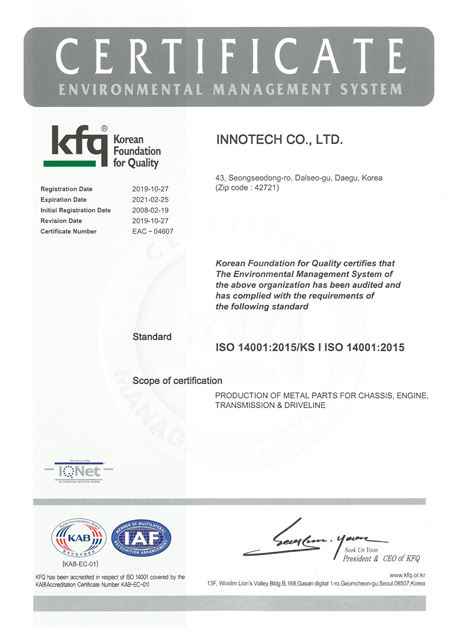 CERTIFICATE
ENVIRONMENTAL MANAGEMENT SYSTEM
kfq® Korean
Foundation
for Quality
INNOTECH CO., LTD.
43, Seongseodong-ro, Dalseo-gu, Daegu, Korea
(Zip code : 42721)
Registration Date 2019-10-27
Expiration Date 2021-02-25
Initial Registration Date 2008-02-19
Revision Date 2019-10-27
Certificate Number EAC - 04607
Korean Foundation for Quality certifies that
The Environmental Management System of
the above organization has been audited and
has complied with the requirements of
the following standard
Standard
ISO 14001:2015/KS I ISO 14001:2015
Scope of certification
PRODUCTION OF METAL PARTS FOR CHASSIS, ENGINE,
TRANSMISSION & DRIVELINE
IQNet
KAB
MEMBER OF MULTILATERAL
IAF
RECOGNITION ARRANGEMENT
[KAB-EC-01]
Seok Un Yoon
President & CEO of KFQ
KFQ has been accredited in respect of ISO 14001 covered by the
KAB(Accreditation Certificate Number: KAB-EC-01)
www.kfq.or.kr
13F, Woolim Lion's Valley Bldg.B,168,Gasan digital 1-ro,Geumcheon-gu,Seoul,08507,Korea